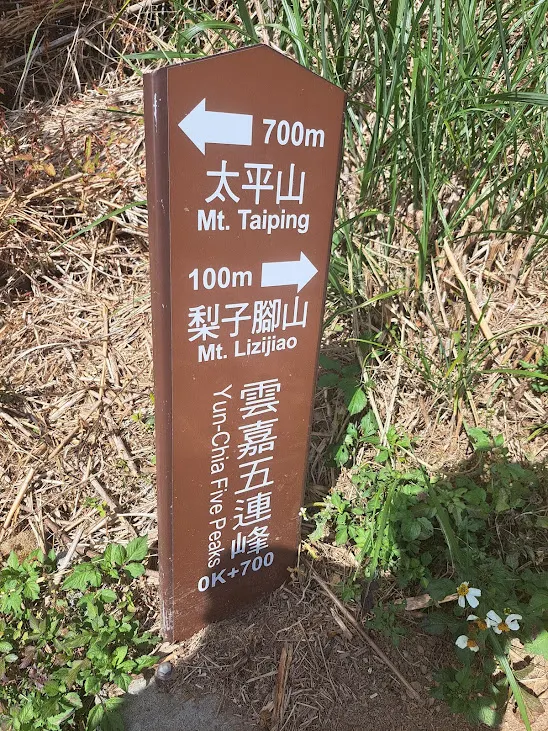 700m
太平山
Mt. Taiping
100m
梨子腳山
Mt. Lizijiao
雲嘉五連峰
Yun-Chia Five Peaks
0K+700